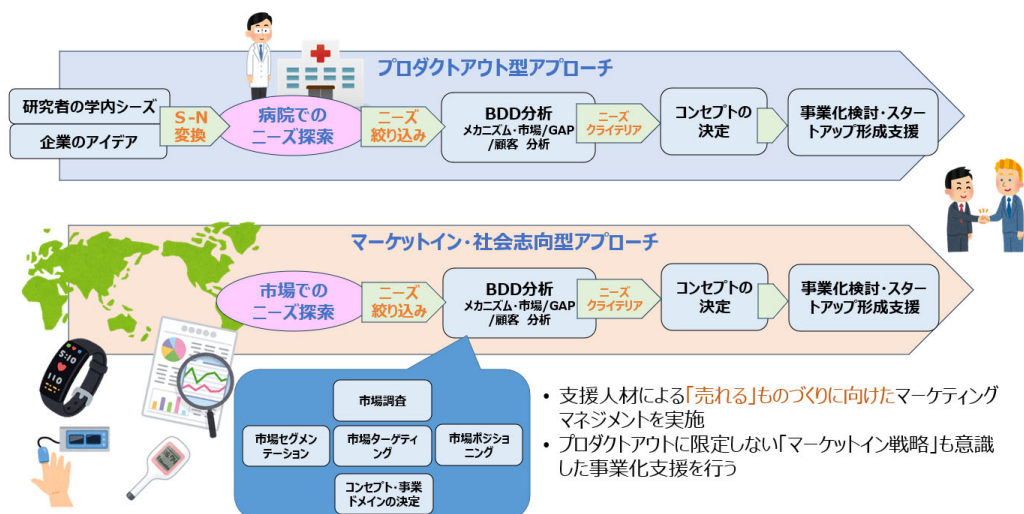 プロダクトアウト型アプローチ
研究者の学内シーズ
企業のアイデア
S-N
変換
病院での
ニーズ探索
ニーズ
絞り込み
BDD分析
メカニズム・市場/GAP
/顧客 分析
ニーズ
クライテリア
コンセプトの
決定
事業化検討・スター
トアップ形成支援
マーケットイン・社会志向型アプローチ
市場での
ニーズ探索
ニーズ
絞り込み
BDD分析
メカニズム・市場/GAP
/顧客 分析
ニーズ
クライテリア
コンセプトの
決定
事業化検討・スター
トアップ形成支援
5:10
110
市場調査
市場セグメン
テーション
市場ターゲティ
ング
市場ポジショ
ニング
コンセプト・事業
ドメインの決定
• 支援人材による「売れる」ものづくりに向けたマーケティング
マネジメントを実施
• プロダクトアウトに限定しない「マーケットイン戦略」も意識
した事業化支援を行う